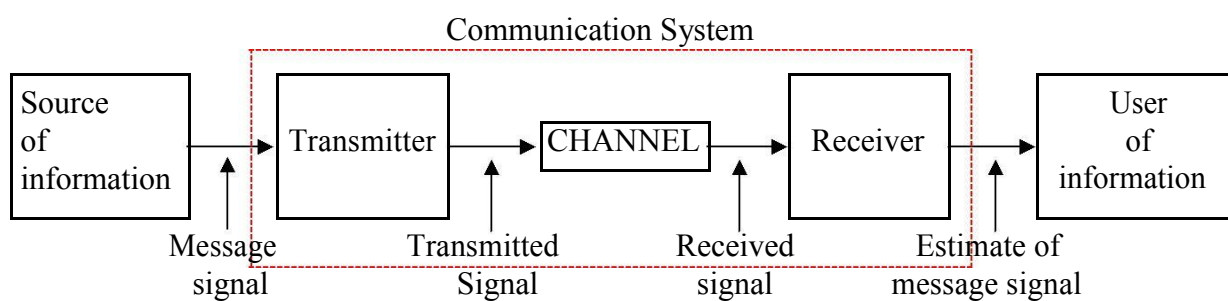 Communication System
Source
of
information
Transmitter
CHANNEL
Receiver
User
of
information
Message
signal
Transmitted
Signal
Received
signal
Estimate of
message signal